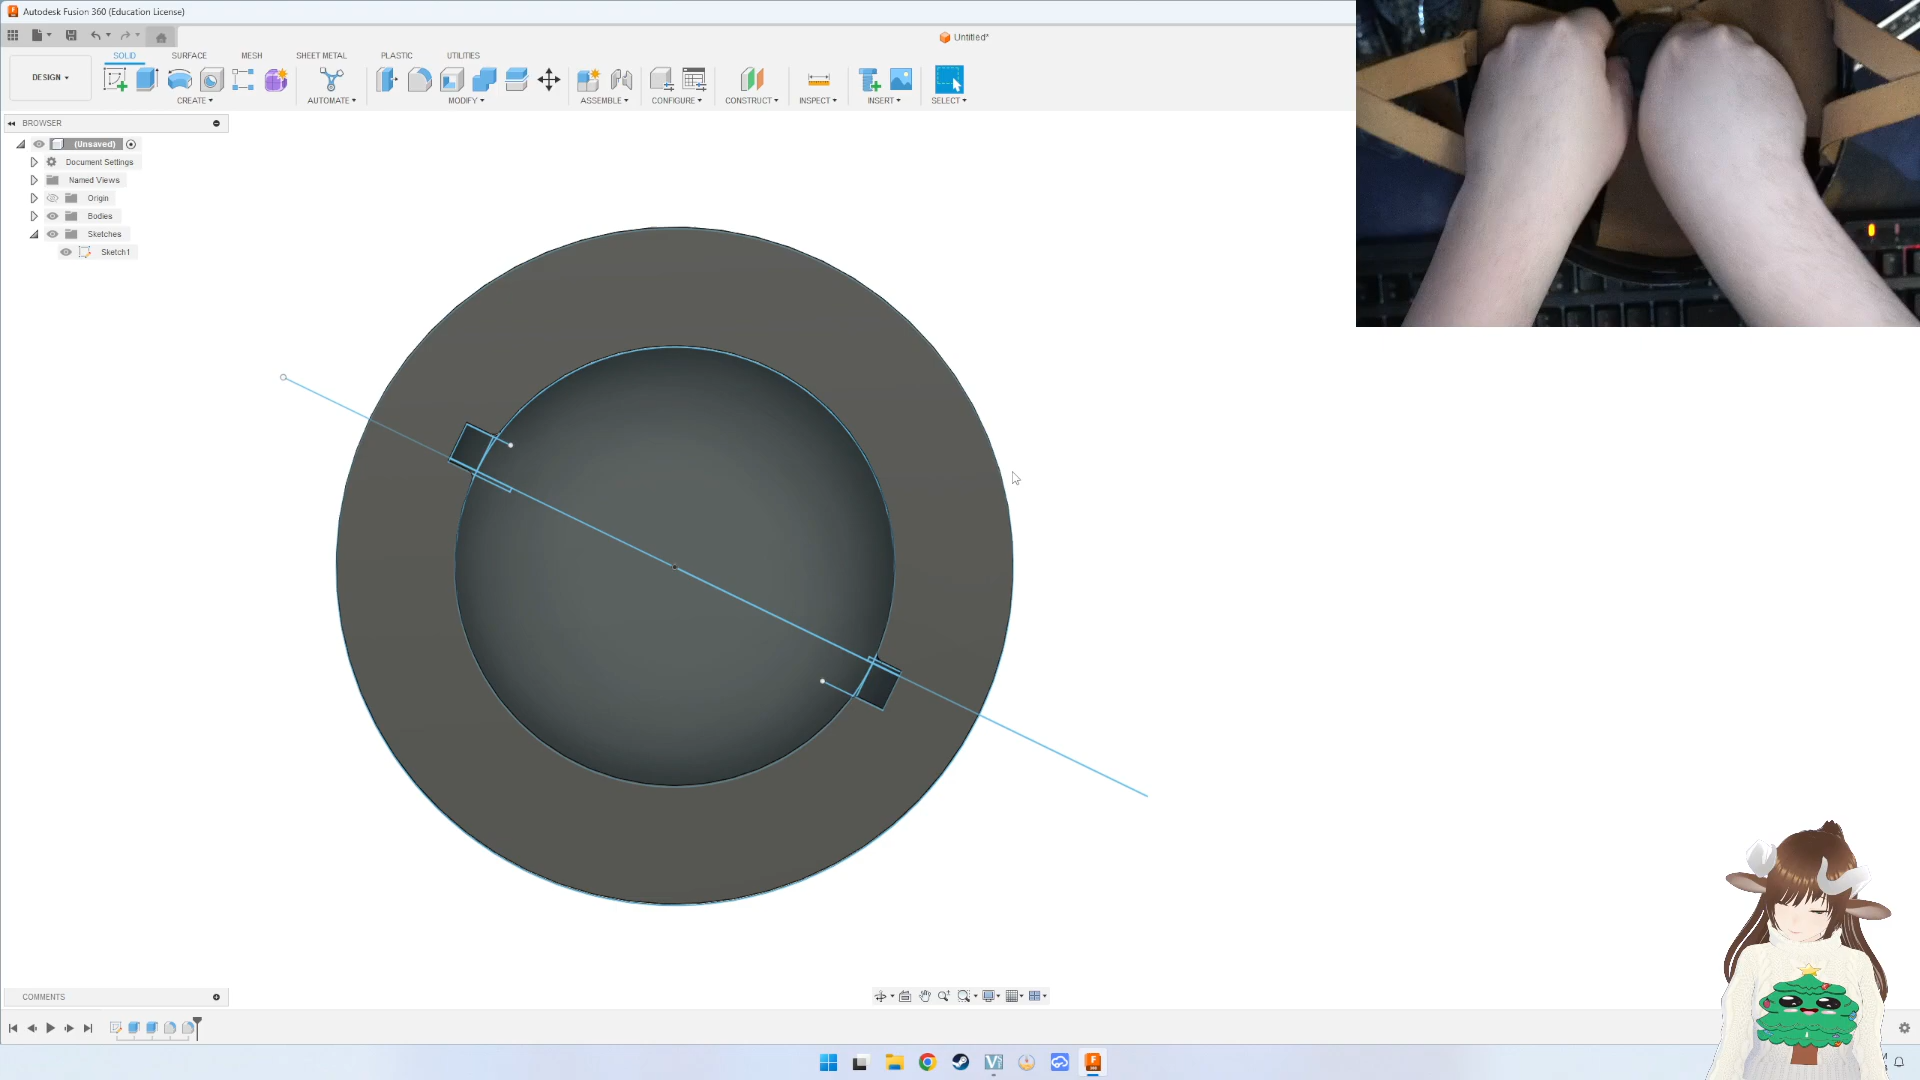 Autodesk Fusion 360 (Education License)
Untitled*
DESIGN
SOLID
SURFACE
MESH
SHEET METAL
PLASTIC
UTILITIES
CREATE
AUTOMATE
MODIFY
ASSEMBLE
CONFIGURE
CONSTRUCT
INSPECT
INSERT
SELECT
BROWSER
(Unsaved)
Document Settings
Named Views
Origin
Bodies
Sketches
Sketch1
COMMENTS